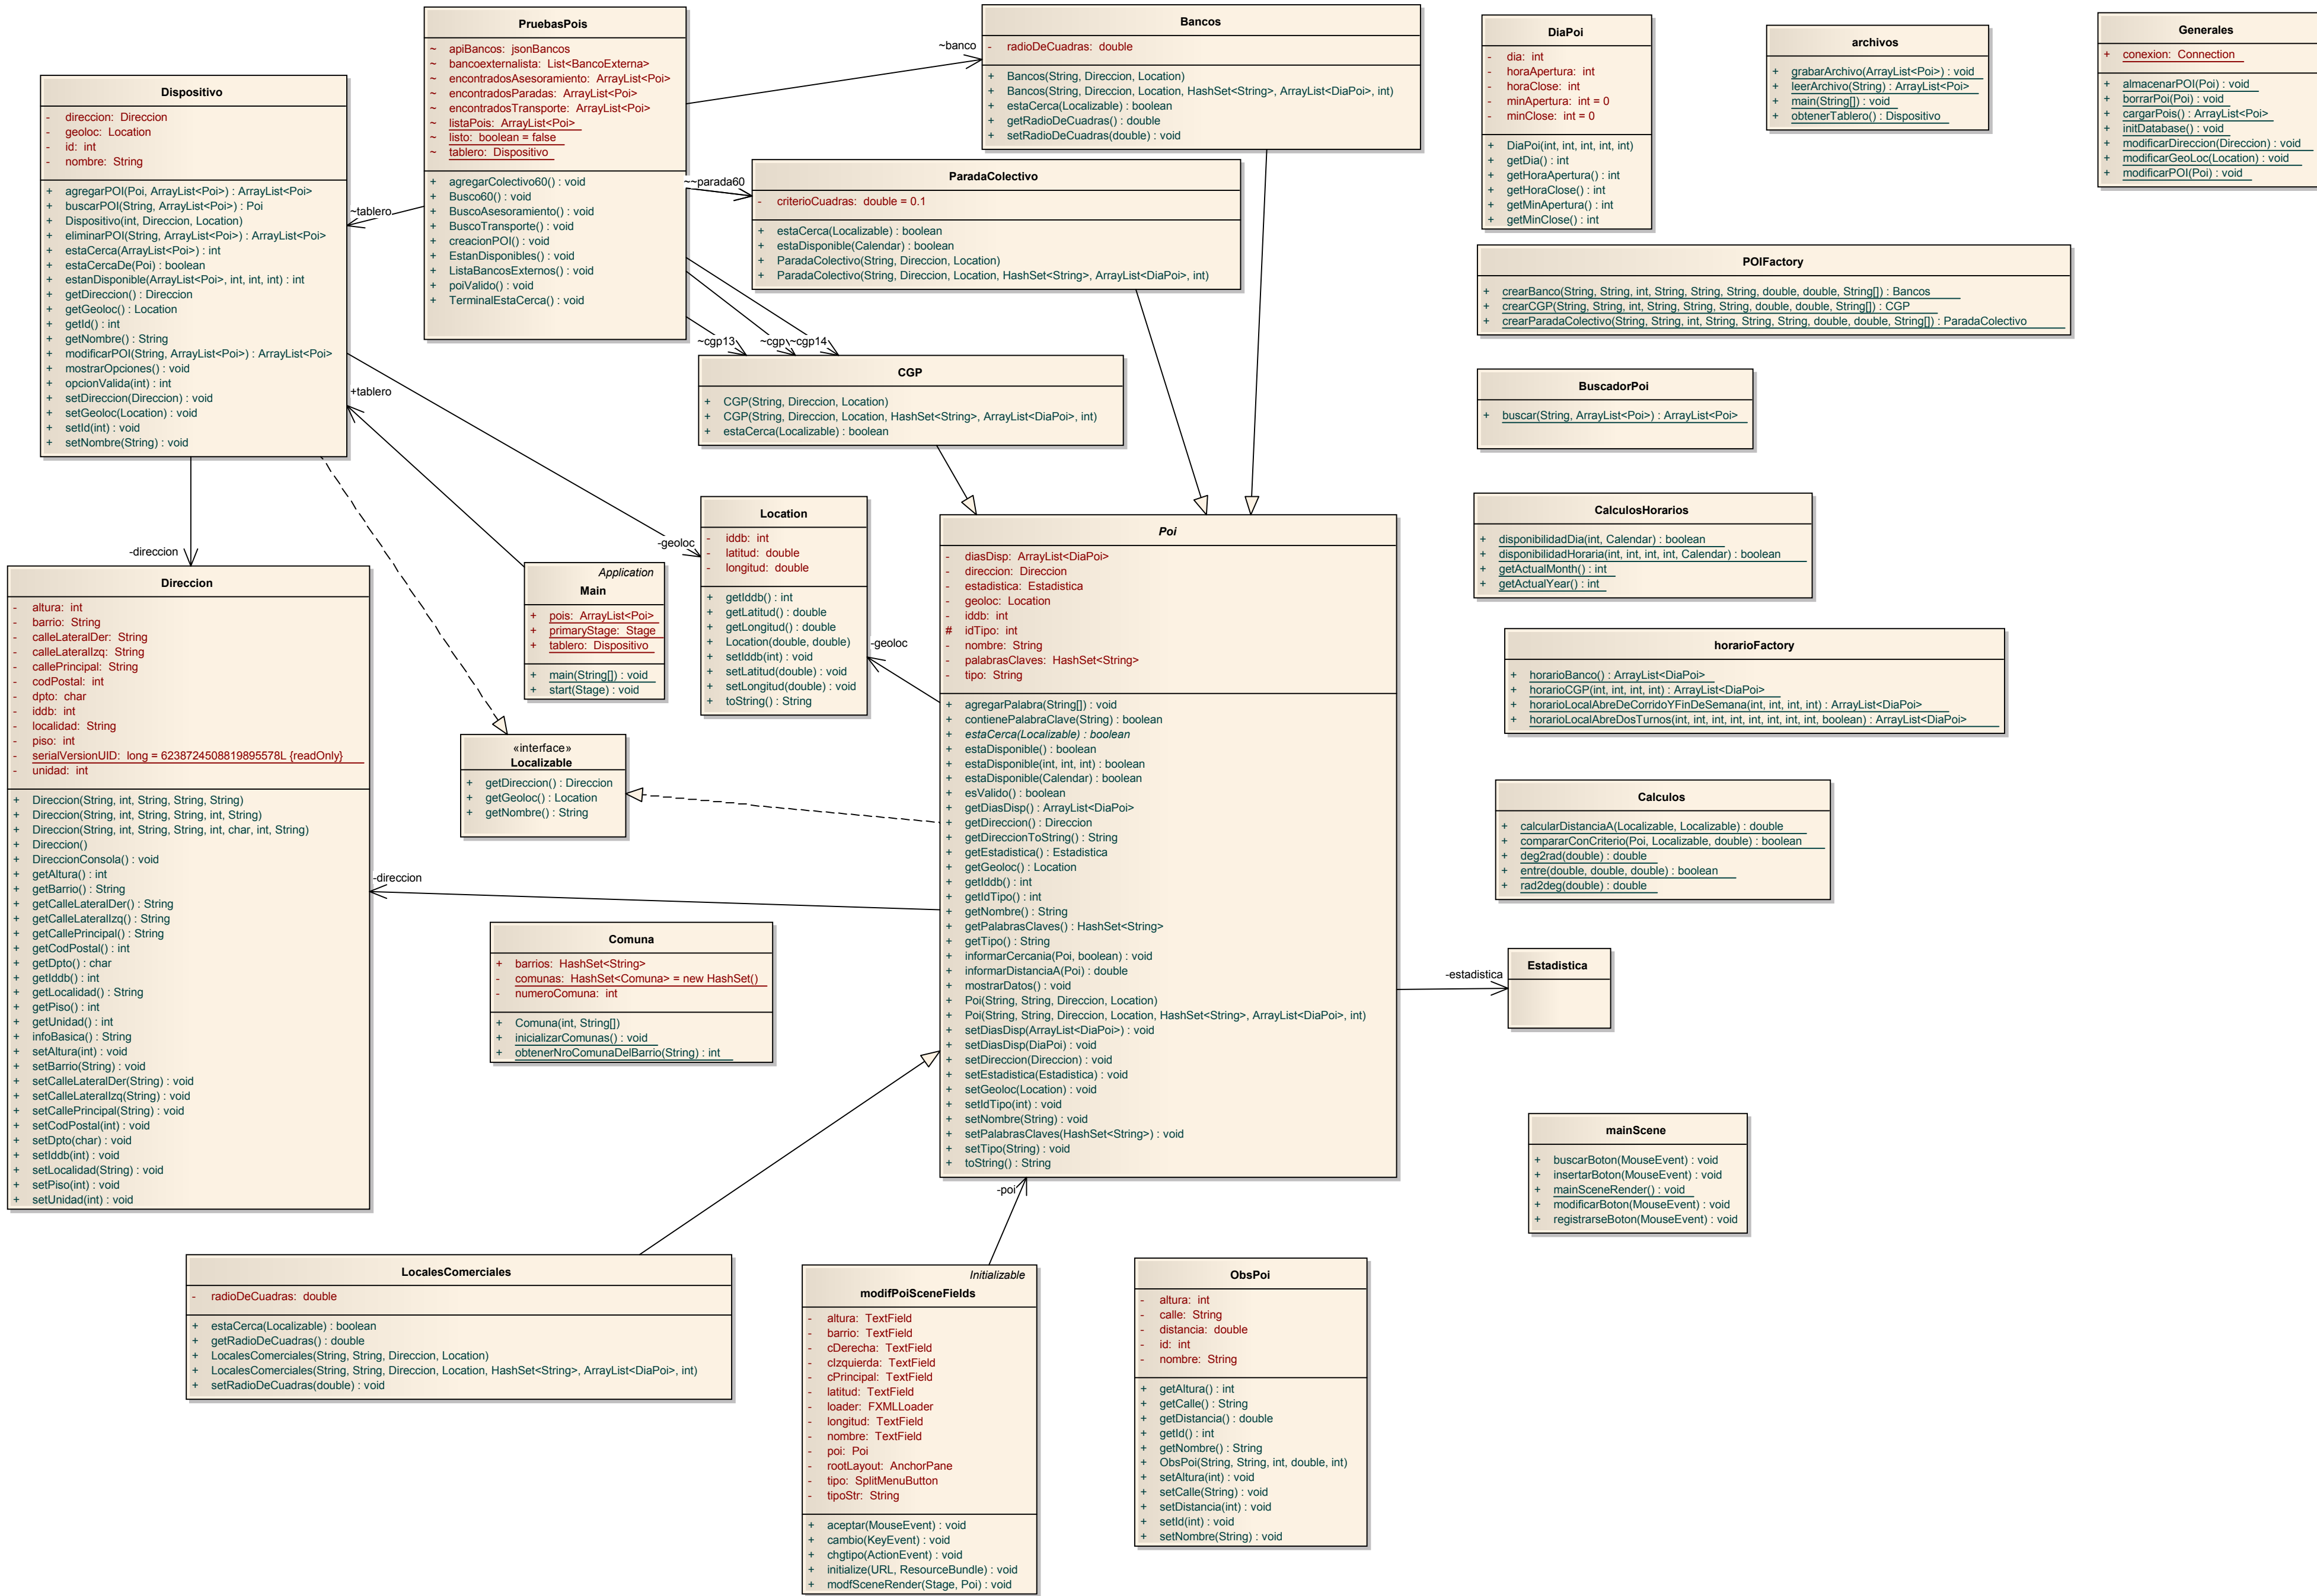 PruebasPois
~ apiBancos: jsonBancos
~ bancoexternalista: List<BancoExterna>
~ encontradosAsesoramiento: ArrayList<Poi>
~ encontradosParadas: ArrayList<Poi>
~ encontradosTransporte: ArrayList<Poi>
~ listaPois: ArrayList<Poi>
~ listo: boolean = false
~ tablero: Dispositivo
+ agregarColectivo60() : void
+ Busco60() : void
+ BuscoAsesoramiento() : void
+ BuscoTransporte() : void
+ creacionPOI() : void
+ EstanDisponibles() : void
+ ListaBancosExternos() : void
+ poiValido() : void
+ TerminalEstaCerca() : void
Bancos
- radioDeCuadras: double
+ Bancos(String, Direccion, Location)
+ Bancos(String, Direccion, Location, HashSet<String>, ArrayList<DiaPoi>, int)
+ estaCerca(Localizable) : boolean
+ getRadioDeCuadras() : double
+ setRadioDeCuadras(double) : void
DiaPoi
- dia: int
- horaApertura: int
- horaClose: int
- minApertura: int = 0
- minClose: int = 0
+ DiaPoi(int, int, int, int, int)
+ getDia() : int
+ getHoraApertura() : int
+ getHoraClose() : int
+ getMinApertura() : int
+ getMinClose() : int
archivos
+ grabarArchivo(ArrayList<Poi>) : void
+ leerArchivo(String) : ArrayList<Poi>
+ main(String[]) : void
+ obtenerTablero() : Dispositivo
Generales
+ conexion: Connection
+ almacenarPOI(Poi) : void
+ borrarPoi(Poi) : void
+ cargarPois() : ArrayList<Poi>
+ initDatabase() : void
+ modificarDireccion(Direccion) : void
+ modificarGeoLoc(Location) : void
+ modificarPOI(Poi) : void
Dispositivo
- direccion: Direccion
- geoloc: Location
- id: int
- nombre: String
+ agregarPOI(Poi, ArrayList<Poi>) : ArrayList<Poi>
+ buscarPOI(String, ArrayList<Poi>) : Poi
+ Dispositivo(int, Direccion, Location)
+ eliminarPOI(String, ArrayList<Poi>) : ArrayList<Poi>
+ estaCerca(ArrayList<Poi>) : int
+ estaCercaDe(Poi) : boolean
+ estanDisponible(ArrayList<Poi>, int, int, int) : int
+ getDireccion() : Direccion
+ getGeoloc() : Location
+ getId() : int
+ getNombre() : String
+ modificarPOI(String, ArrayList<Poi>) : ArrayList<Poi>
+ mostrarOpciones() : void
+ opcionValida(int) : int
+ setDireccion(Direccion) : void
+ setGeoloc(Location) : void
+ setId(int) : void
+ setNombre(String) : void
~banco
~~parada60
~tablero
~cgp13
~cgp
~cgp14
+tablero
ParadaColectivo
- criterioCuadras: double = 0.1
+ estaCerca(Localizable) : boolean
+ estaDisponible(Calendar) : boolean
+ ParadaColectivo(String, Direccion, Location)
+ ParadaColectivo(String, Direccion, Location, HashSet<String>, ArrayList<DiaPoi>, int)
POIFactory
+ crearBanco(String, String, int, String, String, String, double, double, String[]) : Bancos
+ crearCGP(String, String, int, String, String, String, double, double, String[]) : CGP
+ crearParadaColectivo(String, String, int, String, String, String, double, double, String[]) : ParadaColectivo
CGP
+ CGP(String, Direccion, Location)
+ CGP(String, Direccion, Location, HashSet<String>, ArrayList<DiaPoi>, int)
+ estaCerca(Localizable) : boolean
BuscadorPoi
+ buscar(String, ArrayList<Poi>) : ArrayList<Poi>
CalculosHorarios
+ disponibilidadDia(int, Calendar) : boolean
+ disponibilidadHoraria(int, int, int, int, Calendar) : boolean
+ getActualMonth() : int
+ getActualYear() : int
Location
- iddb: int
- latitud: double
- longitud: double
+ getIddb() : int
+ getLatitud() : double
+ getLongitud() : double
+ Location(double, double)
+ setIddb(int) : void
+ setLatitud(double) : void
+ setLongitud(double) : void
+ toString() : String
-geoloc
-direccion
Application
Main
+ pois: ArrayList<Poi>
+ primaryStage: Stage
+ tablero: Dispositivo
+ main(String[]) : void
+ start(Stage) : void
-geoloc
Poi
- diasDisp: ArrayList<DiaPoi>
- direccion: Direccion
- estadistica: Estadistica
- geoloc: Location
- iddb: int
# idTipo: int
- nombre: String
- palabrasClaves: HashSet<String>
- tipo: String
+ agregarPalabra(String[]) : void
+ contienePalabraClave(String) : boolean
+ estaCerca(Localizable) : boolean
+ estaDisponible() : boolean
+ estaDisponible(int, int, int) : boolean
+ estaDisponible(Calendar) : boolean
+ esValido() : boolean
+ getDiasDisp() : ArrayList<DiaPoi>
+ getDireccion() : Direccion
+ getDireccionToString() : String
+ getEstadistica() : Estadistica
+ getGeoloc() : Location
+ getIddb() : int
+ getIdTipo() : int
+ getNombre() : String
+ getPalabrasClaves() : HashSet<String>
+ getTipo() : String
+ informarCercania(Poi, boolean) : void
+ informarDistanciaA(Poi) : double
+ mostrarDatos() : void
+ Poi(String, String, Direccion, Location)
+ Poi(String, String, Direccion, Location, HashSet<String>, ArrayList<DiaPoi>, int)
+ setDiasDisp(ArrayList<DiaPoi>) : void
+ setDiasDisp(DiaPoi) : void
+ setDireccion(Direccion) : void
+ setEstadistica(Estadistica) : void
+ setGeoloc(Location) : void
+ setIdTipo(int) : void
+ setNombre(String) : void
+ setPalabrasClaves(HashSet<String>) : void
+ setTipo(String) : void
+ toString() : String
Direccion
- altura: int
- barrio: String
- calleLateralDer: String
- calleLateralIzq: String
- callePrincipal: String
- codPostal: int
- dpto: char
- iddb: int
- localidad: String
- piso: int
- serialVersionUID: long = 6238724508819895578L {readOnly}
- unidad: int
+ Direccion(String, int, String, String, String)
+ Direccion(String, int, String, String, int, String)
+ Direccion(String, int, String, String, int, char, int, String)
+ Direccion()
+ DireccionConsola() : void
+ getAltura() : int
+ getBarrio() : String
+ getCalleLateralDer() : String
+ getCalleLateralIzq() : String
+ getCallePrincipal() : String
+ getCodPostal() : int
+ getDpto() : char
+ getIddb() : int
+ getLocalidad() : String
+ getPiso() : int
+ getUnidad() : int
+ infoBasica() : String
+ setAltura(int) : void
+ setBarrio(String) : void
+ setCalleLateralDer(String) : void
+ setCalleLateralIzq(String) : void
+ setCallePrincipal(String) : void
+ setCodPostal(int) : void
+ setDpto(char) : void
+ setIddb(int) : void
+ setLocalidad(String) : void
+ setPiso(int) : void
+ setUnidad(int) : void
horarioFactory
+ horarioBanco() : ArrayList<DiaPoi>
+ horarioCGP(int, int, int, int) : ArrayList<DiaPoi>
+ horarioLocalAbreDeCorridoYFinDeSemana(int, int, int, int) : ArrayList<DiaPoi>
+ horarioLocalAbreDosTurnos(int, int, int, int, int, int, int, int, boolean) : ArrayList<DiaPoi>
«interface»
Localizable
+ getDireccion() : Direccion
+ getGeoloc() : Location
+ getNombre() : String
Calculos
+ calcularDistanciaA(Localizable, Localizable) : double
+ compararConCriterio(Poi, Localizable, double) : boolean
+ deg2rad(double) : double
+ entre(double, double, double) : boolean
+ rad2deg(double) : double
-direccion
Comuna
+ barrios: HashSet<String>
- comunas: HashSet<Comuna> = new HashSet()
- numeroComuna: int
+ Comuna(int, String[])
+ inicializarComunas() : void
+ obtenerNroComunaDelBarrio(String) : int
-estadistica
Estadistica
mainScene
+ buscarBoton(MouseEvent) : void
+ insertarBoton(MouseEvent) : void
+ mainSceneRender() : void
+ modificarBoton(MouseEvent) : void
+ registrarseBoton(MouseEvent) : void
-poi
LocalesComerciales
- radioDeCuadras: double
+ estaCerca(Localizable) : boolean
+ getRadioDeCuadras() : double
+ LocalesComerciales(String, String, Direccion, Location)
+ LocalesComerciales(String, String, Direccion, Location, HashSet<String>, ArrayList<DiaPoi>, int)
+ setRadioDeCuadras(double) : void
Initializable
modifPoiSceneFields
- altura: TextField
- barrio: TextField
- cDerecha: TextField
- cIzquierda: TextField
- cPrincipal: TextField
- latitud: TextField
- loader: FXMLLoader
- longitud: TextField
- nombre: TextField
- poi: Poi
- rootLayout: AnchorPane
- tipo: SplitMenuButton
- tipoStr: String
+ aceptar(MouseEvent) : void
+ cambio(KeyEvent) : void
+ chgtipo(ActionEvent) : void
+ initialize(URL, ResourceBundle) : void
+ modfSceneRender(Stage, Poi) : void
ObsPoi
- altura: int
- calle: String
- distancia: double
- id: int
- nombre: String
+ getAltura() : int
+ getCalle() : String
+ getDistancia() : double
+ getId() : int
+ getNombre() : String
+ ObsPoi(String, String, int, double, int)
+ setAltura(int) : void
+ setCalle(String) : void
+ setDistancia(int) : void
+ setId(int) : void
+ setNombre(String) : void